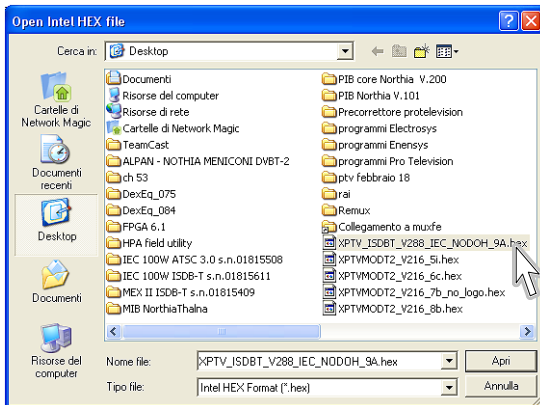 Open Intel HEX file
Cerca in:
Desktop
Cartelle di
Network Magic
Documenti
recenti
Desktop
Documenti
Risorse del
computer
Documenti
Risorse del computer
Risorse di rete
Cartelle di Network Magic
TeamCast
ALPAN - NOTHIA MENICONI DVBT-2
ch 53
DexEq_075
DexEq_084
FPGA 6.1
HPA field utility
IEC 100W ATSC 3.0 s.n.01815508
IEC 100W ISDB-T s.n.01815611
MEX II ISDB-T s.n.01815409
MIB NorthiaThalna
PIB core Northia V.200
PIB Northia V.101
Precorrettore protelevision
programmi Electrosys
programmi Enensys
programmi Pro Television
ptv febbraio 18
rai
Remux
Collegamento a muxfe
XPTV_ISDBT_V288_IEC_NODOH_9A.hex
XPTVMODT2_V216_5i.hex
XPTVMODT2_V216_6c.hex
XPTVMODT2_V216_7b_no_logo.hex
XPTVMODT2_V216_8b.hex
Nome file:
XPTV_ISDBT_V288_IEC_NODOH_9A.hex
Apri
Tipo file:
Intel HEX Format (*.hex)
Annulla